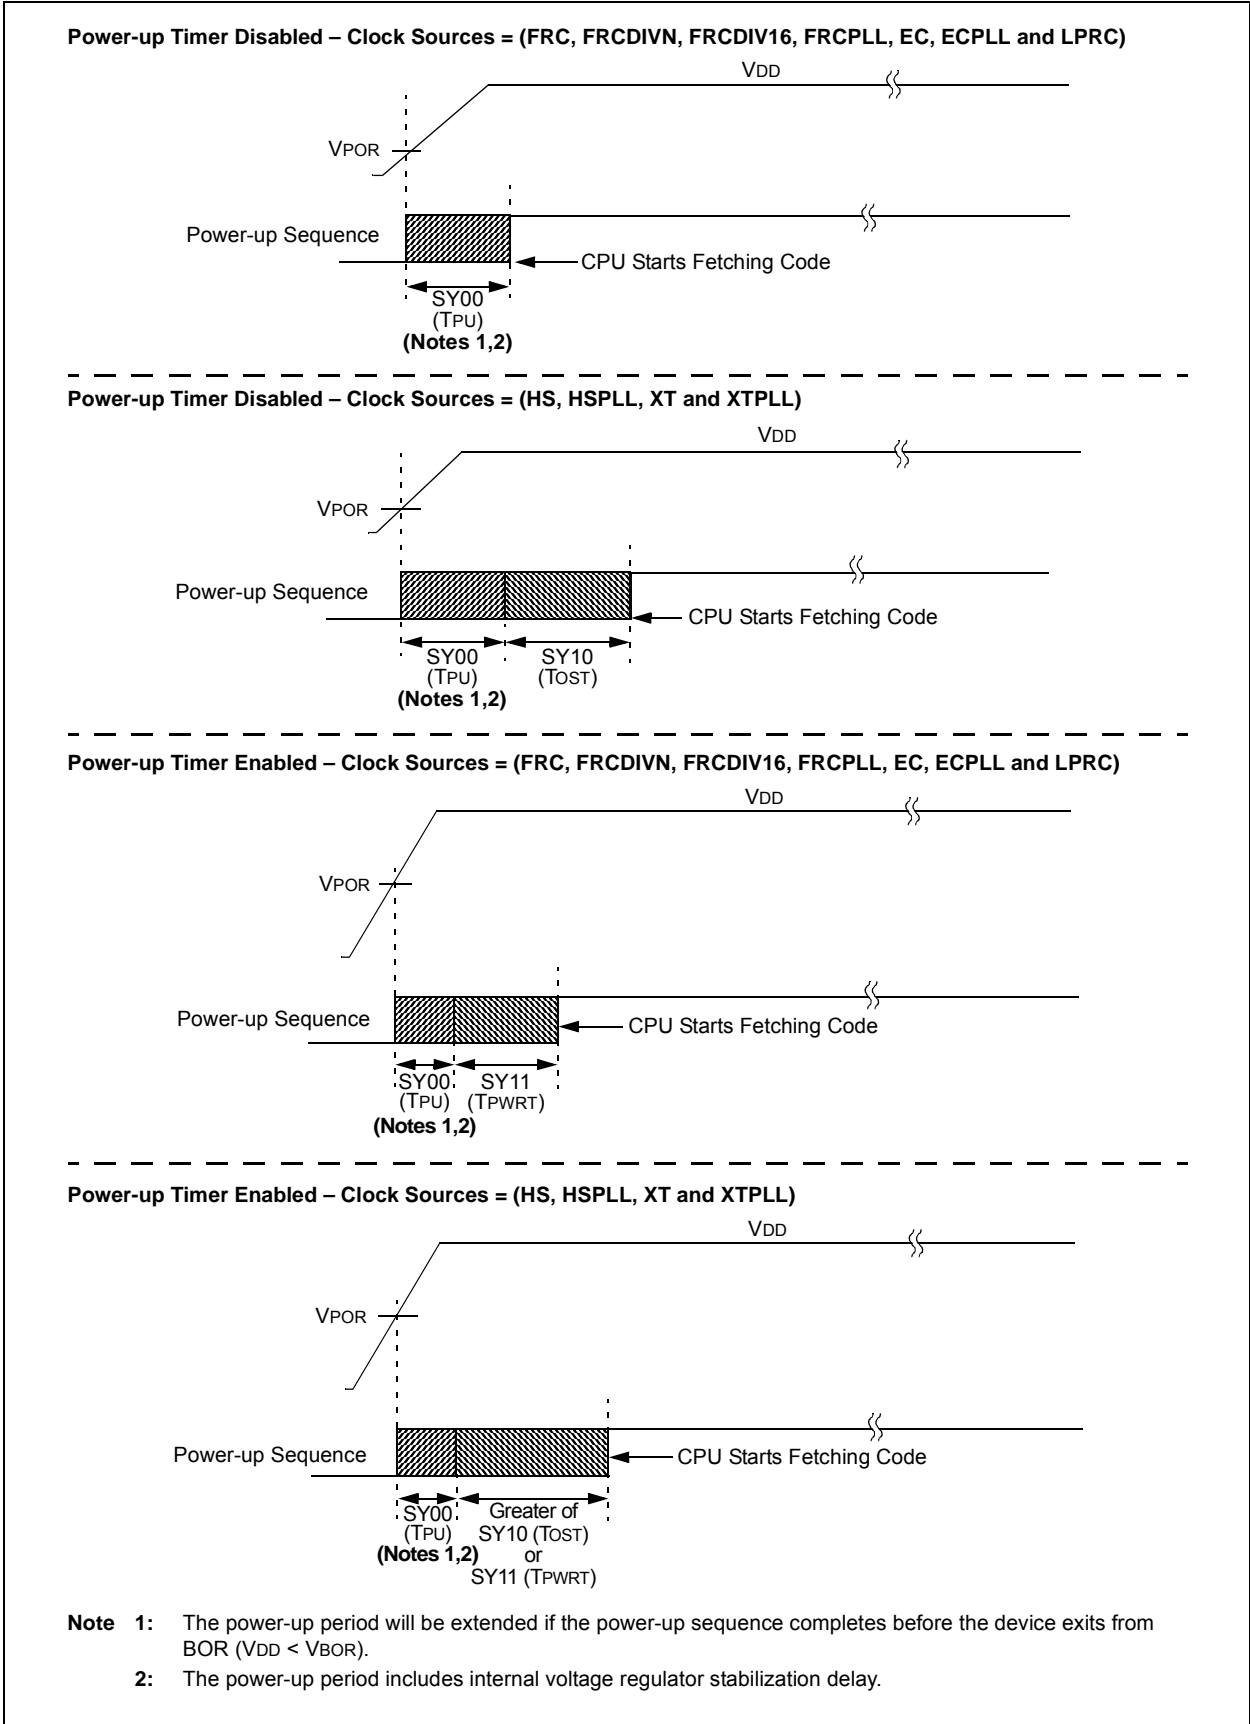 Power-up Timer Disabled – Clock Sources = (FRC, FRCDIVN, FRCDIV16, FRCPLL, EC, ECPLL and LPRC)
VDD
VPOR
Power-up Sequence
CPU Starts Fetching Code
SY00
(TPU)
(Notes 1,2)
Power-up Timer Disabled – Clock Sources = (HS, HSPLL, XT and XTPLL)
VDD
VPOR
Power-up Sequence
CPU Starts Fetching Code
SY00
(TPU)
(Notes 1,2)
SY10
(TOST)
Power-up Timer Enabled – Clock Sources = (FRC, FRCDIVN, FRCDIV16, FRCPLL, EC, ECPLL and LPRC)
VDD
VPOR
Power-up Sequence
CPU Starts Fetching Code
SY00
(TPU)
(Notes 1,2)
SY11
(TPWRT)
Power-up Timer Enabled – Clock Sources = (HS, HSPLL, XT and XTPLL)
VDD
VPOR
Power-up Sequence
CPU Starts Fetching Code
SY00
(TPU)
(Notes 1,2)
Greater of
SY10 (TOST)
or
SY11 (TPWRT)
Note 1: The power-up period will be extended if the power-up sequence completes before the device exits from
BOR (VDD < VBOR).
2: The power-up period includes internal voltage regulator stabilization delay.